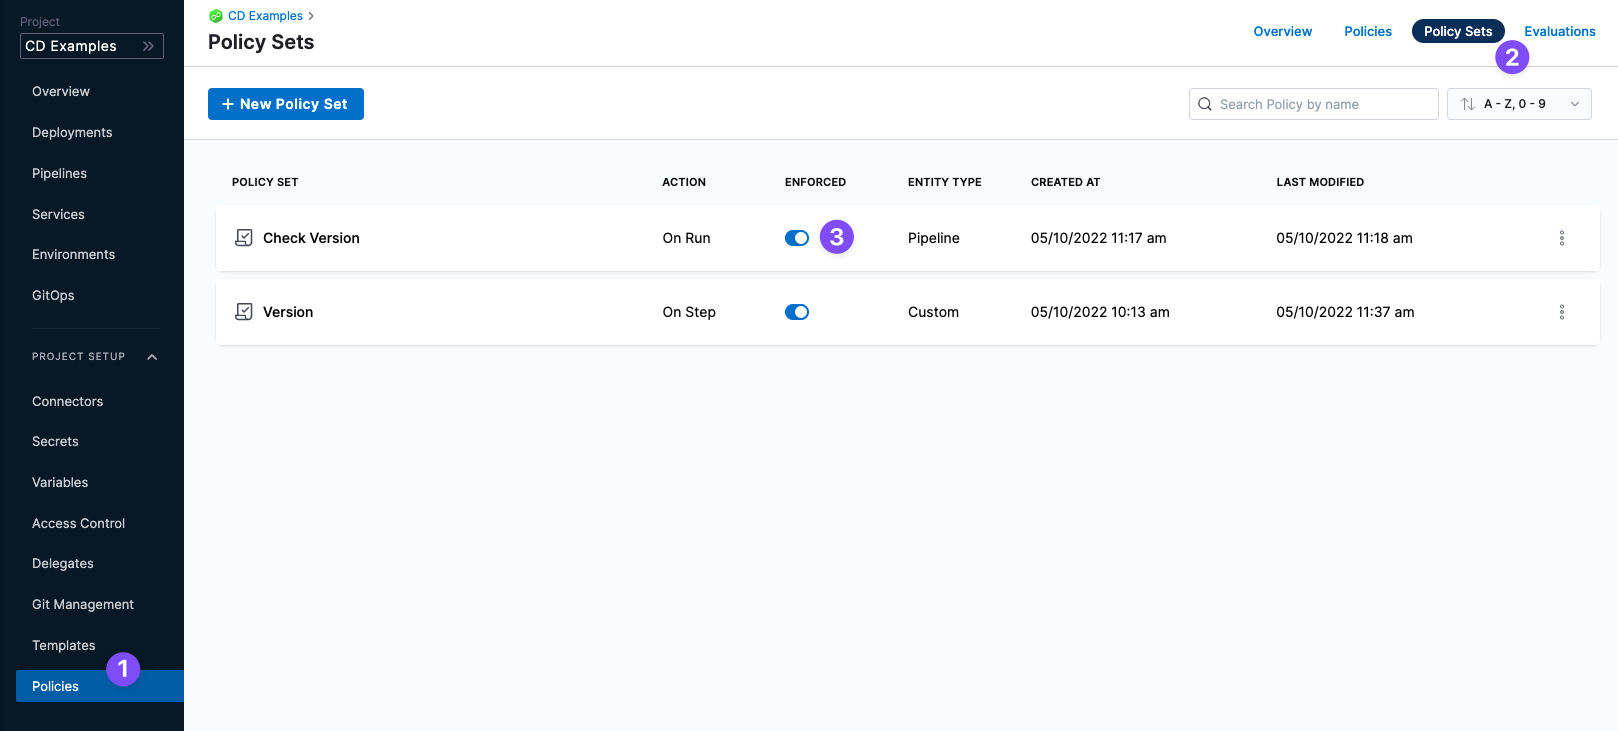 Project
CD Examples
Overview
Deployments
Pipelines
Services
Environments
GitOps
PROJECT SETUP
Connectors
Secrets
Variables
Access Control
Delegates
Git Management
Templates
1
Policies
CD Examples
Policy Sets
Overview Policies Policy Sets Evaluations
2
+ New Policy Set
Search Policy by name
A - Z, 0 - 9
POLICY SET ACTION ENFORCED ENTITY TYPE CREATED AT LAST MODIFIED
Check Version On Run 3 Pipeline 05/10/2022 11:17 am 05/10/2022 11:18 am
Version On Step Custom 05/10/2022 10:13 am 05/10/2022 11:37 am